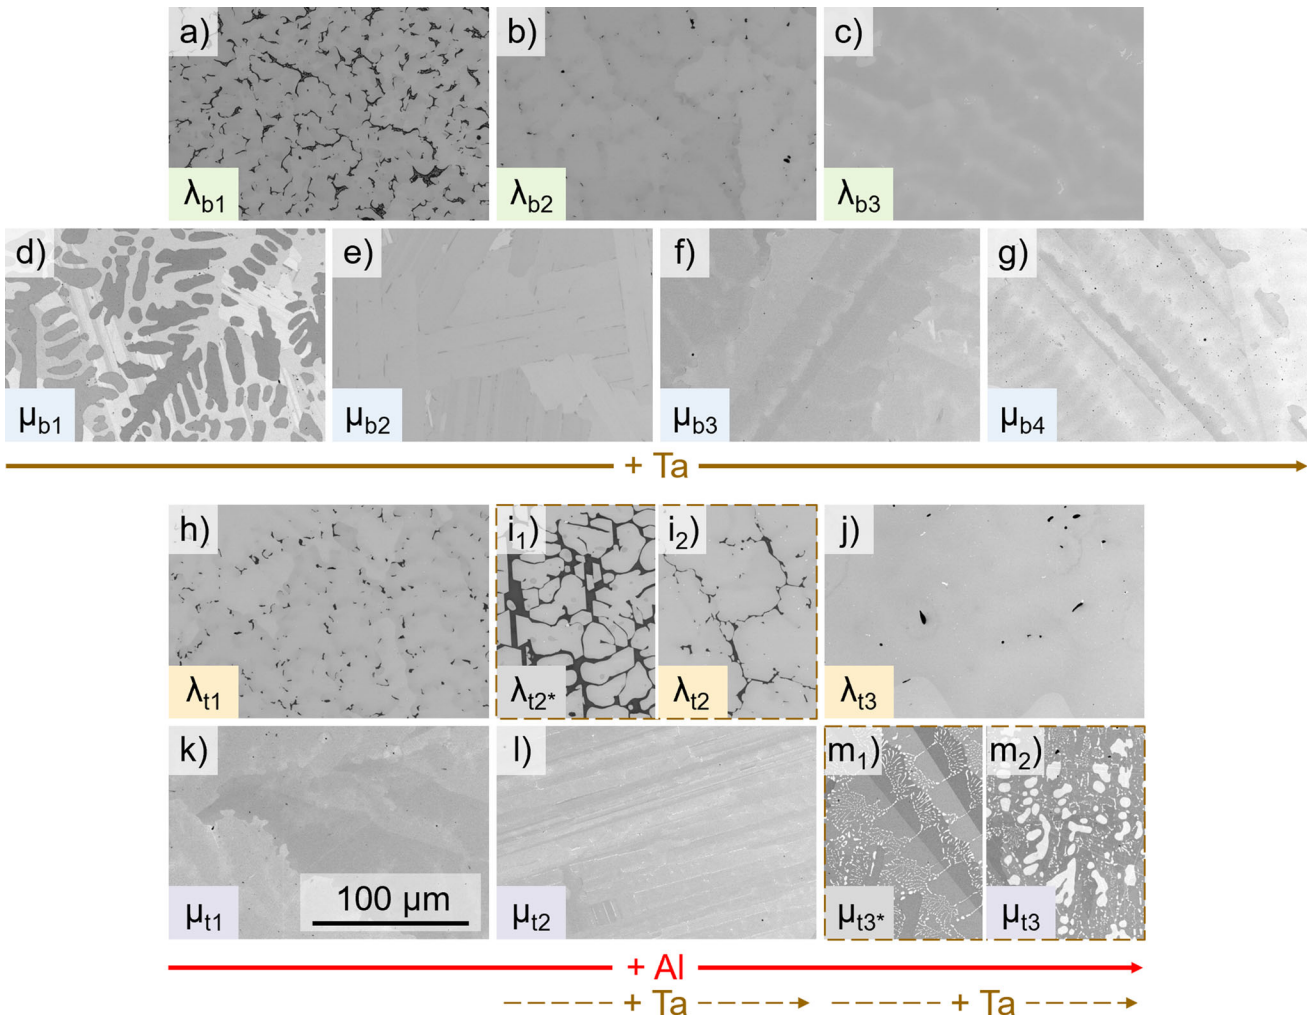 a) b) c)
λb1 λb2 λb3
d) e) f) g)
μb1 μb2 μb3 μb4
+ Ta
h) i1) i2) j)
λt1 λt2* λt2 λt3
k) l) m1) m2)
100 μm
μt1 μt2 μt3* μt3
+ Al
+ Ta + Ta